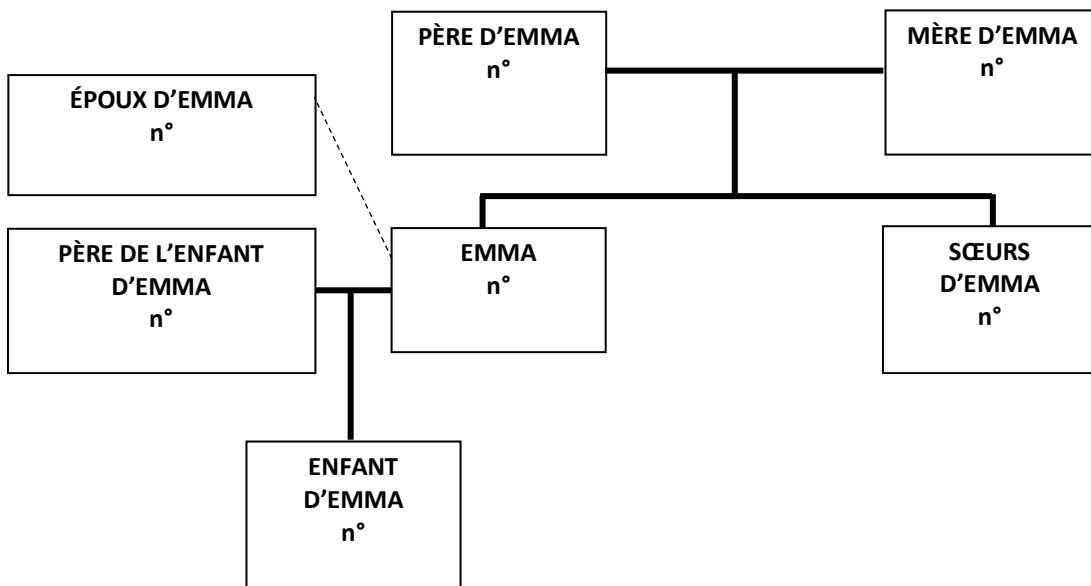 PÈRE D’EMMA
n°
MÈRE D’EMMA
n°
ÉPOUX D’EMMA
n°
PÈRE DE L’ENFANT
D’EMMA
n°
EMMA
n°
SŒURS
D’EMMA
n°
ENFANT
D’EMMA
n°